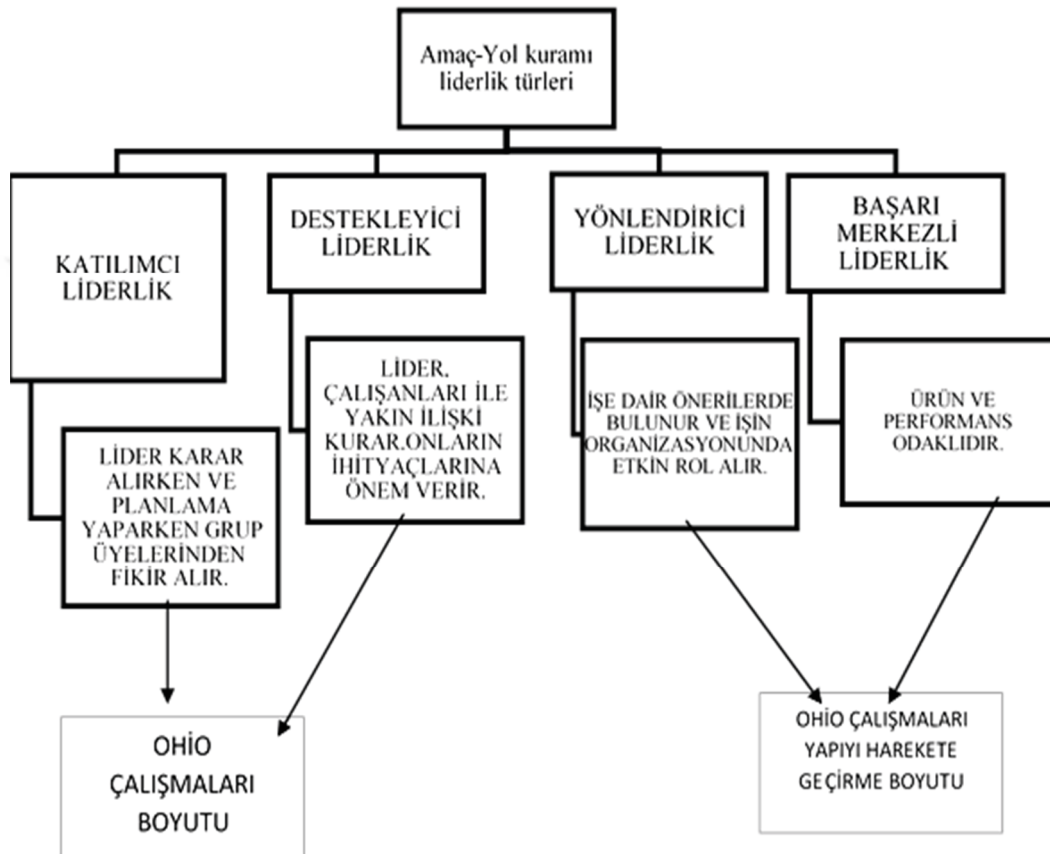 Amaç-Yol kuramı
liderlik türleri
KATILIMCI
LİDERLİK
DESTEKLEYİCİ
LİDERLİK
YÖNLENDİRİCİ
LİDERLİK
BAŞARI
MERKEZLİ
LİDERLİK
LİDER KARAR
ALIRKEN VE
PLANLAMA
YAPARKEN GRUP
ÜYELERİNDEN
FİKİR ALIR.
LİDER,
ÇALIŞANLARI İLE
YAKIN İLİŞKİ
KURAR.ONLARIN
İHİTYAÇLARINA
ÖNEM VERİR.
İŞE DAİR ÖNERİLERDE
BULUNUR VE İŞİN
ORGANİZASYONUNDA
ETKİN ROL ALIR.
ÜRÜN VE
PERFORMANS
ODAKLIDIR.
OHİO
ÇALIŞMALARI
BOYUTU
OHİO ÇALIŞMALARI
YAPIYI HAREKETE
GEÇİRME BOYUTU